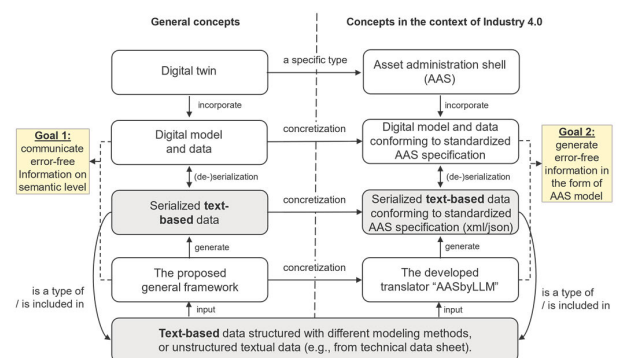 General concepts
Concepts in the context of Industry 4.0
Digital twin
a specific type
Asset administration shell
(AAS)
incorporate
incorporate
Goal 1:
communicate
error-free
Information on
semantic level
Digital model
and data
concretization
Digital model and data
conforming to standardized
AAS specification
Goal 2:
generate
error-free
information in
the form of
AAS model
(de-)serialization
(de-)serialization
Serialized text-
based data
concretization
Serialized text-based data
conforming to standardized
AAS specification (xml/json)
generate
generate
The proposed
general framework
concretization
The developed
translator “AASbyLLM”
is a type of
/ is included in
is a type of
/ is included in
input
input
Text-based data structured with different modeling methods,
or unstructured textual data (e.g., from technical data sheet).